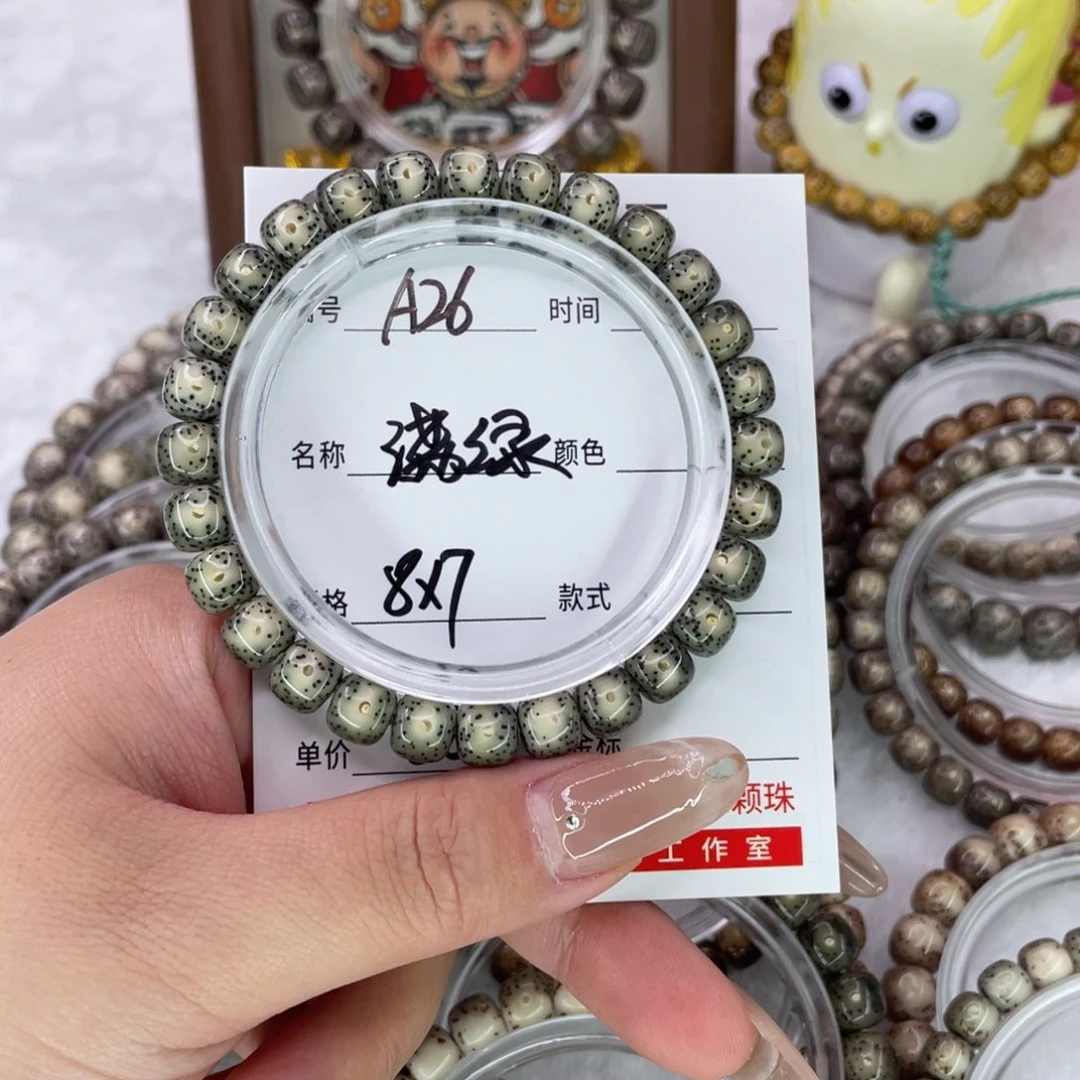 号 A26 时间
名称 满绿 颜色
格 8x7 款式
单价
颖珠
工作室